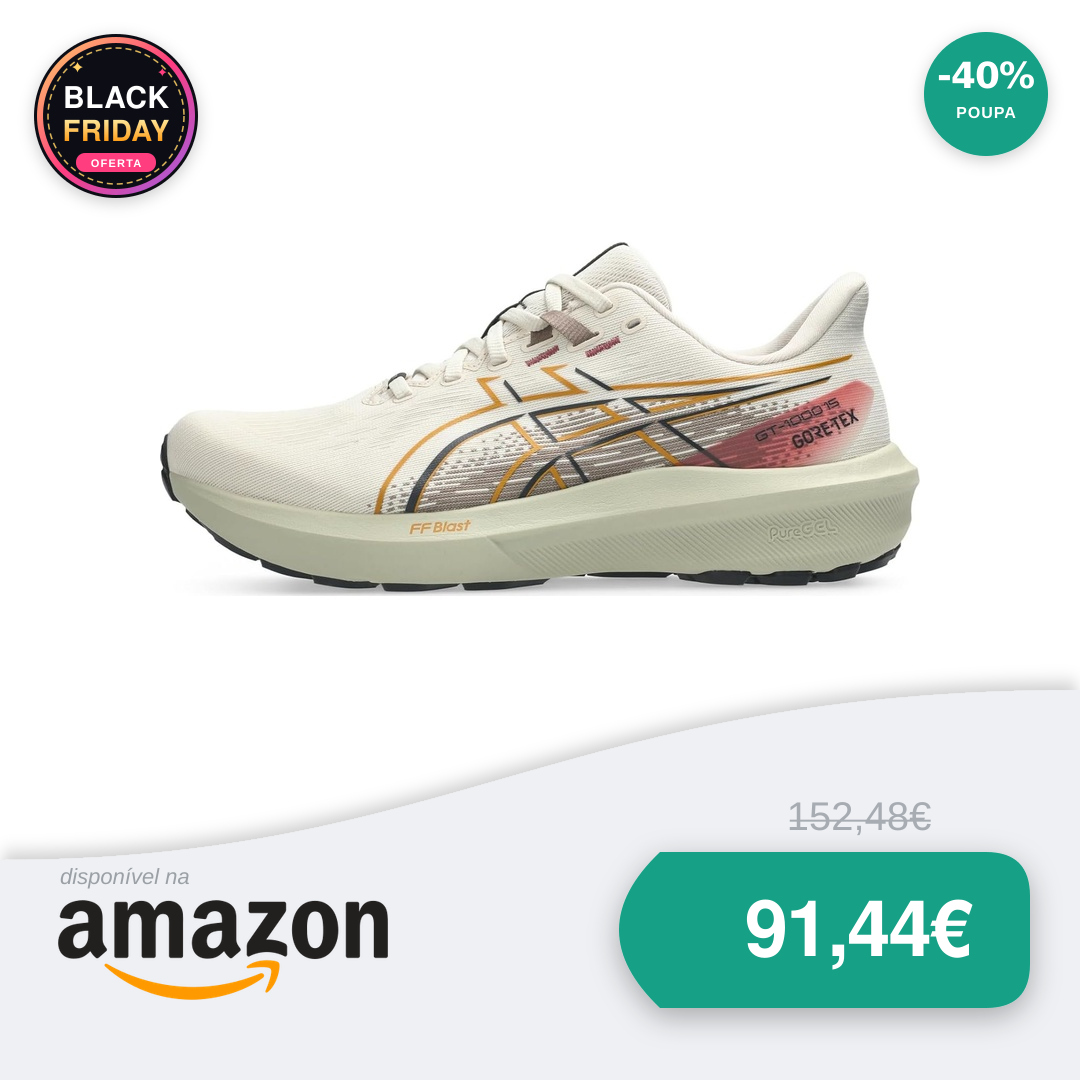 BLACK
FRIDAY
OFERTA
-40%
POUPA
GT-1000 15
GORE-TEX
FF Blast
PureGEL
152,48€
disponível na
amazon
91,44€